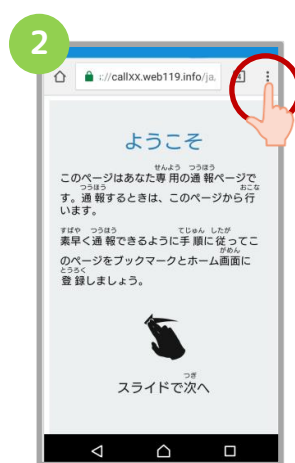 2
://callXX.web119.info/ja.
ようこそ
せんよう つうほう
このページはあなた専用の通報ページで
つうほう おこな
す。通報するときは、このページから行
います。
すばや つうほう てじゅん したが
素早く通報できるように手順に従ってこ
がめん
のページをブックマークとホーム画面に
とうろく
登録しましょう。
つぎ
スライドで次へ